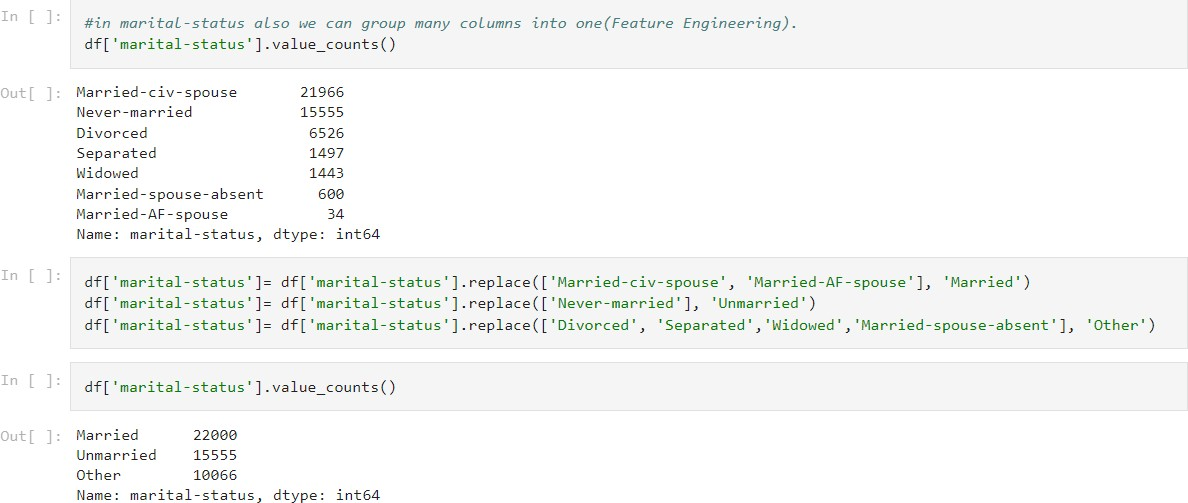 In [ ]: #in marital-status also we can group many columns into one(Feature Engineering).
df['marital-status'].value_counts()
Out[ ]: Married-civ-spouse 21966
Never-married 15555
Divorced 6526
Separated 1497
Widowed 1443
Married-spouse-absent 600
Married-AF-spouse 34
Name: marital-status, dtype: int64
In [ ]: df['marital-status']= df['marital-status'].replace(['Married-civ-spouse', 'Married-AF-spouse'], 'Married')
df['marital-status']= df['marital-status'].replace(['Never-married'], 'Unmarried')
df['marital-status']= df['marital-status'].replace(['Divorced', 'Separated','Widowed','Married-spouse-absent'], 'Other')
In [ ]: df['marital-status'].value_counts()
Out[ ]: Married 22000
Unmarried 15555
Other 10066
Name: marital-status, dtype: int64